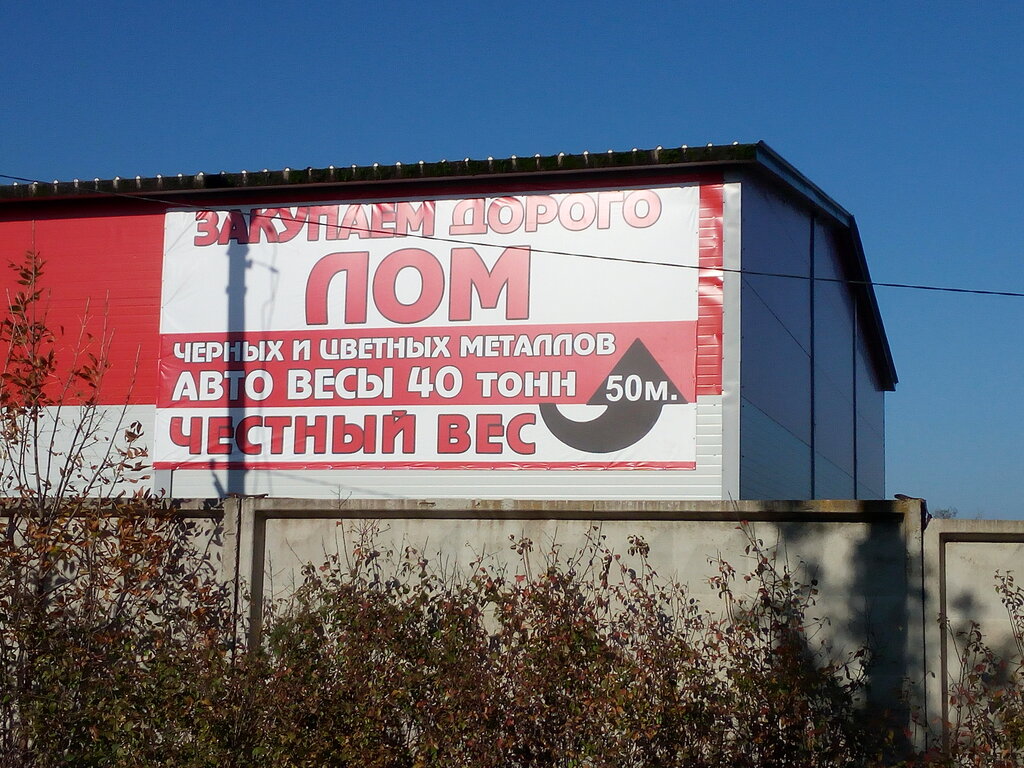 ЗАКУПАЕМ ДОРОГО
ЛОМ
ЧЕРНЫХ И ЦВЕТНЫХ МЕТАЛЛОВ
АВТО ВЕСЫ 40 ТОНН
50м.
ЧЕСТНЫЙ ВЕС